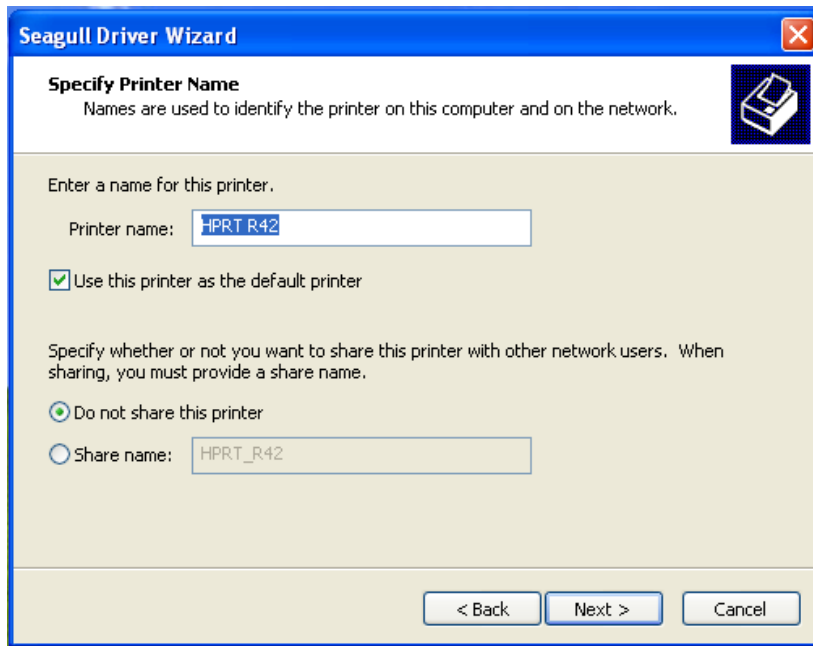 Seagull Driver Wizard
Specify Printer Name
Names are used to identify the printer on this computer and on the network.
Enter a name for this printer.
Printer name: HPRT R42
Use this printer as the default printer
Specify whether or not you want to share this printer with other network users.  When
sharing, you must provide a share name.
Do not share this printer
Share name: HPRT_R42
< Back Next > Cancel